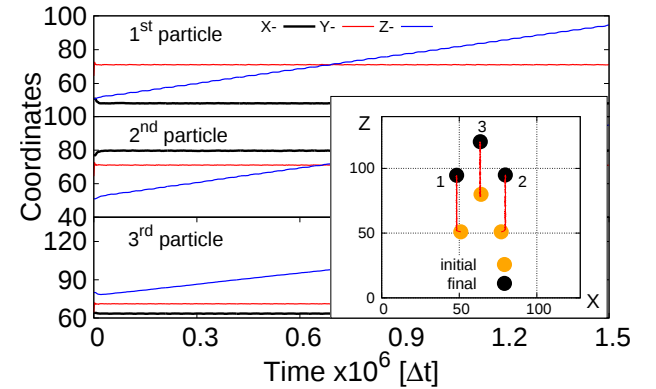 100
1st particle X- Y- Z-
80
60
100
2nd particle
80
60
40
Coordinates
120
3rd particle
90
60
0 0.3 0.6 0.9 1.2 1.5
Time x10^6 [Δt]
Z
3
100
1 2
50
initial
final
0
0 50 100 X